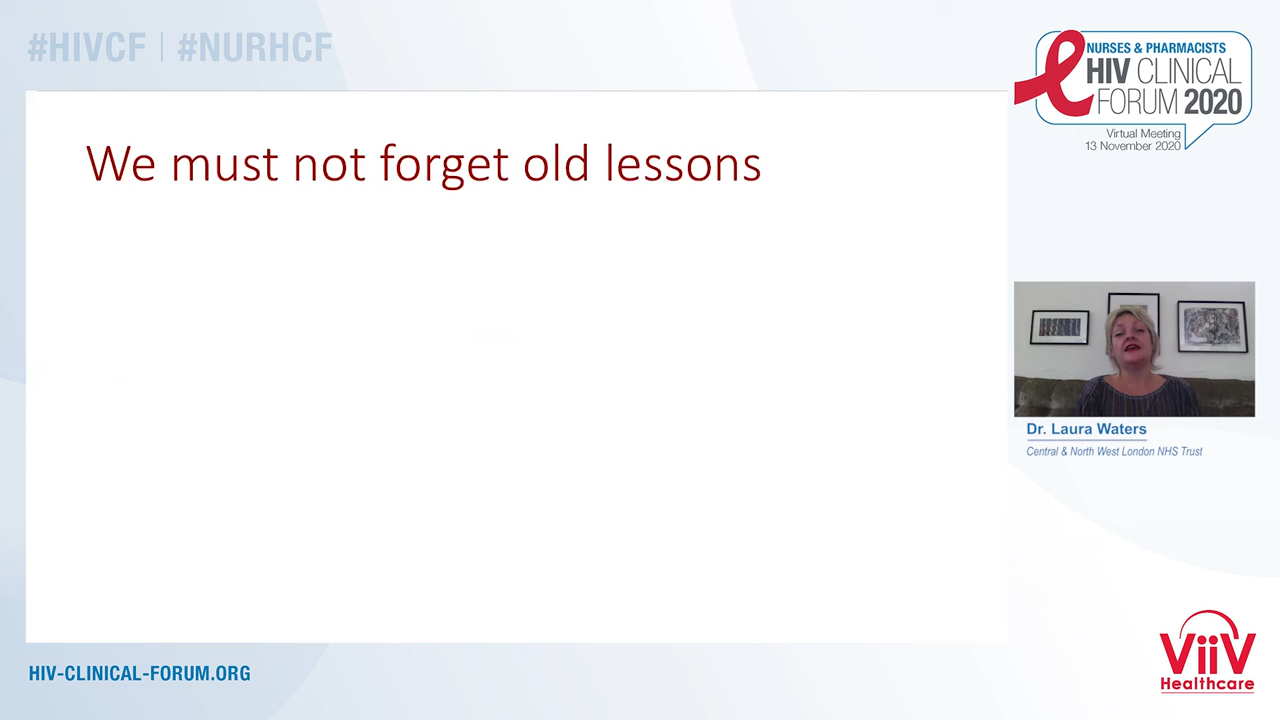 #HIVCF | #NURHCF
NURSES & PHARMACISTS
HIV CLINICAL
FORUM 2020
Virtual Meeting
13 November 2020
We must not forget old lessons
Dr. Laura Waters
Central & North West London NHS Trust
HIV-CLINICAL-FORUM.ORG
ViiV
Healthcare